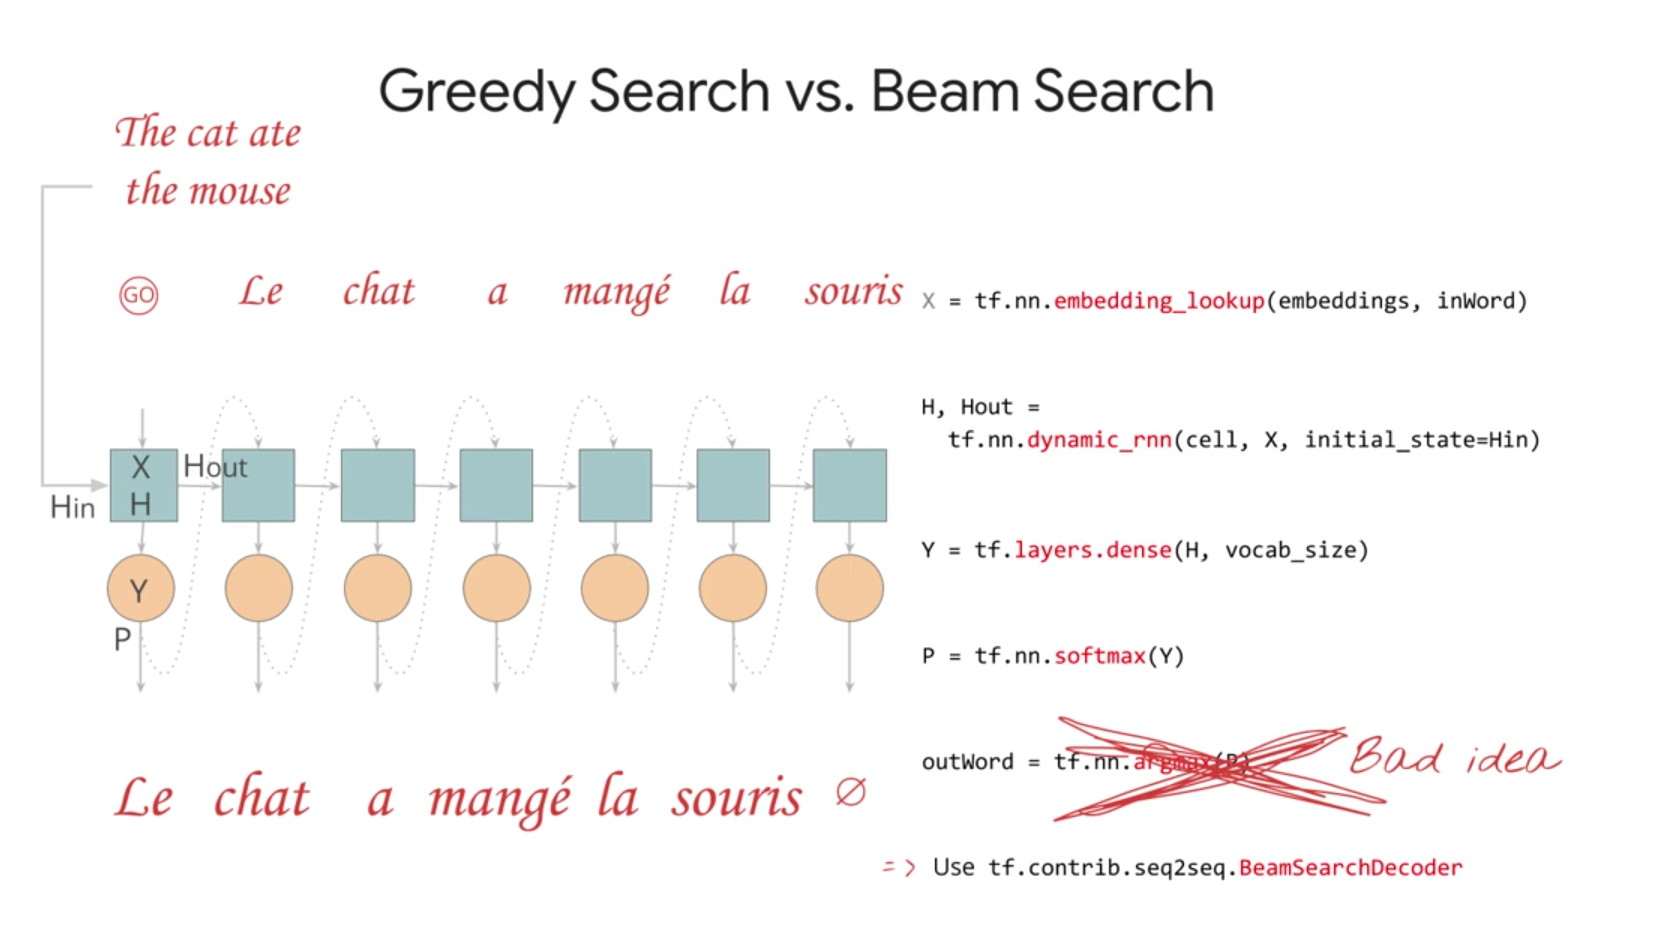 Greedy Search vs. Beam Search
The cat ate
the mouse
GO Le chat a mangé la souris
X = tf.nn.embedding_lookup(embeddings, inWord)
H, Hout =
tf.nn.dynamic_rnn(cell, X, initial_state=Hin)
X
Hout
Hin
H
Y = tf.layers.dense(H, vocab_size)
Y
P
P = tf.nn.softmax(Y)
outWord = tf.nn.argmax(P) Bad idea
Le chat a mangé la souris ∅
=> Use tf.contrib.seq2seq.BeamSearchDecoder